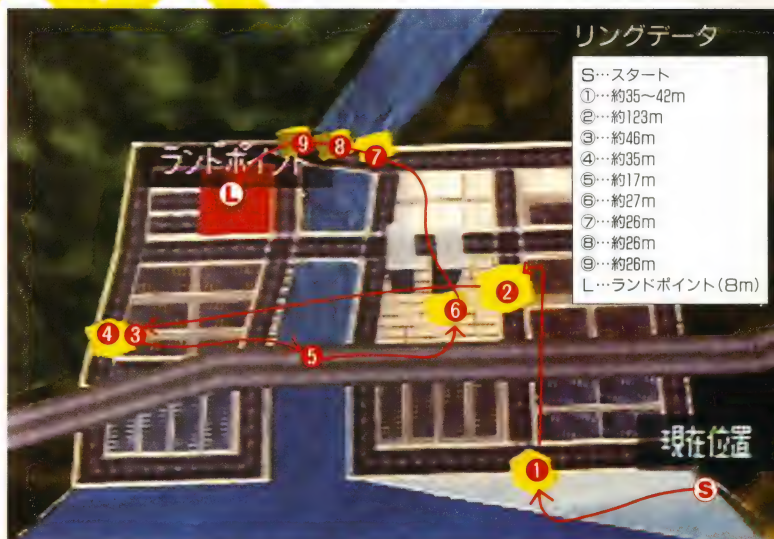 リングデータ
S…スタート
①…約35~42m
②…約123m
③…約46m
④…約35m
⑤…約17m
⑥…約27m
⑦…約26m
⑧…約26m
⑨…約26m
L…ランドポイント(8m)
⑨
⑧
⑦
ランドポイント
L
②
⑥
④
③
⑤
現在位置
①
S